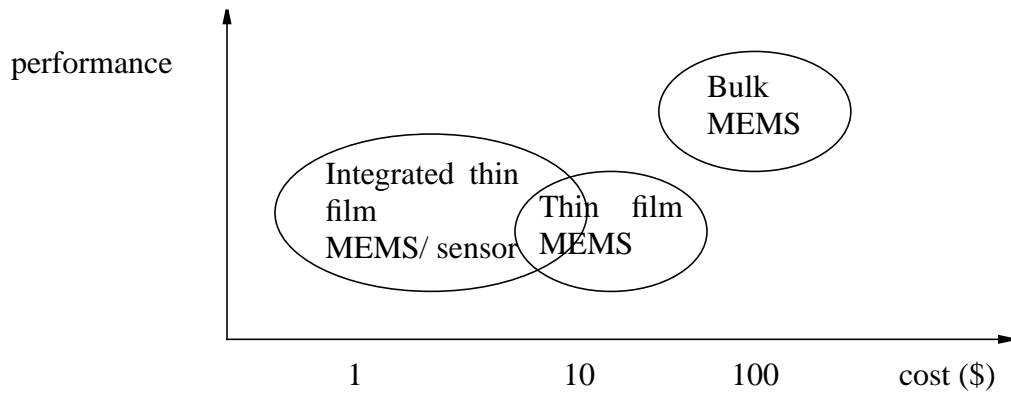 performance
Bulk
MEMS
Integrated thin
film
MEMS/ sensor
Thin film
MEMS
1 10 100 cost ($)